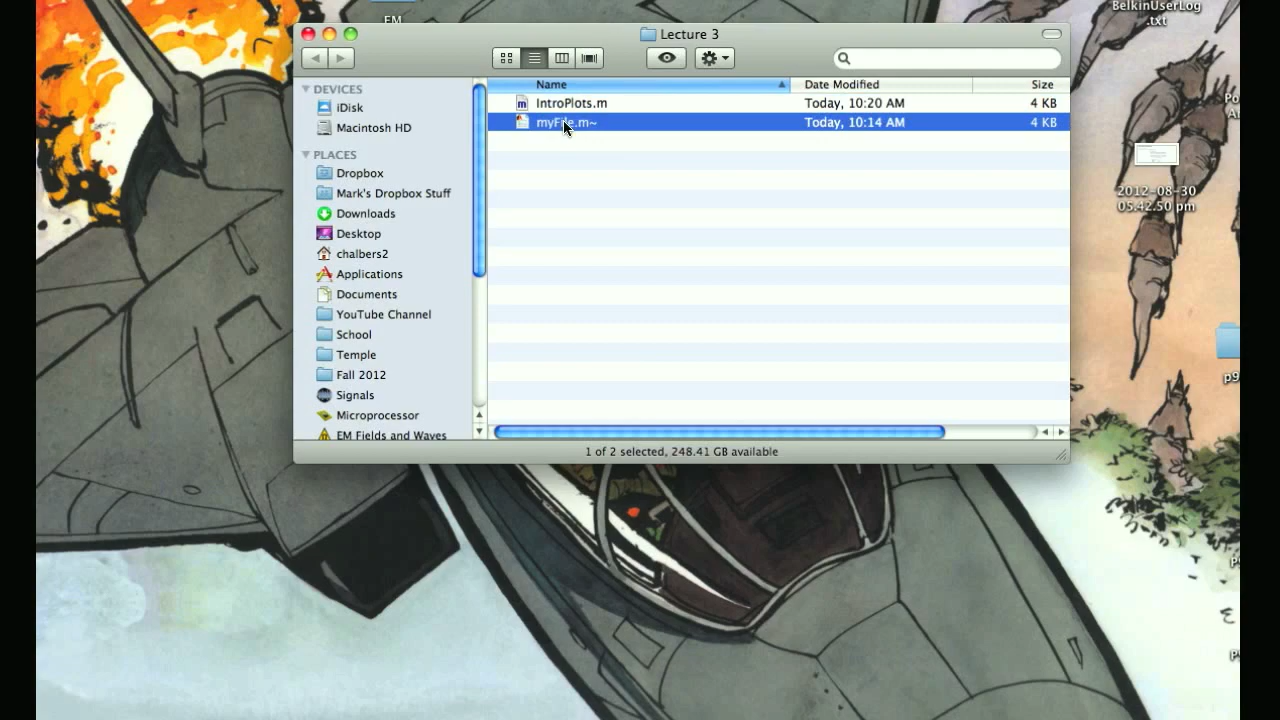 EM
BelkinUserLog
.txt
Lecture 3
Name
Date Modified
Size
DEVICES
iDisk
Macintosh HD
PLACES
Dropbox
Mark's Dropbox Stuff
Downloads
Desktop
chalbers2
Applications
Documents
YouTube Channel
School
Temple
Fall 2012
Signals
Microprocessor
EM Fields and Waves
IntroPlots.m
Today, 10:20 AM
4 KB
myFile.m~
Today, 10:14 AM
4 KB
2012-08-30
05.42.50 pm
p9
1 of 2 selected, 248.41 GB available